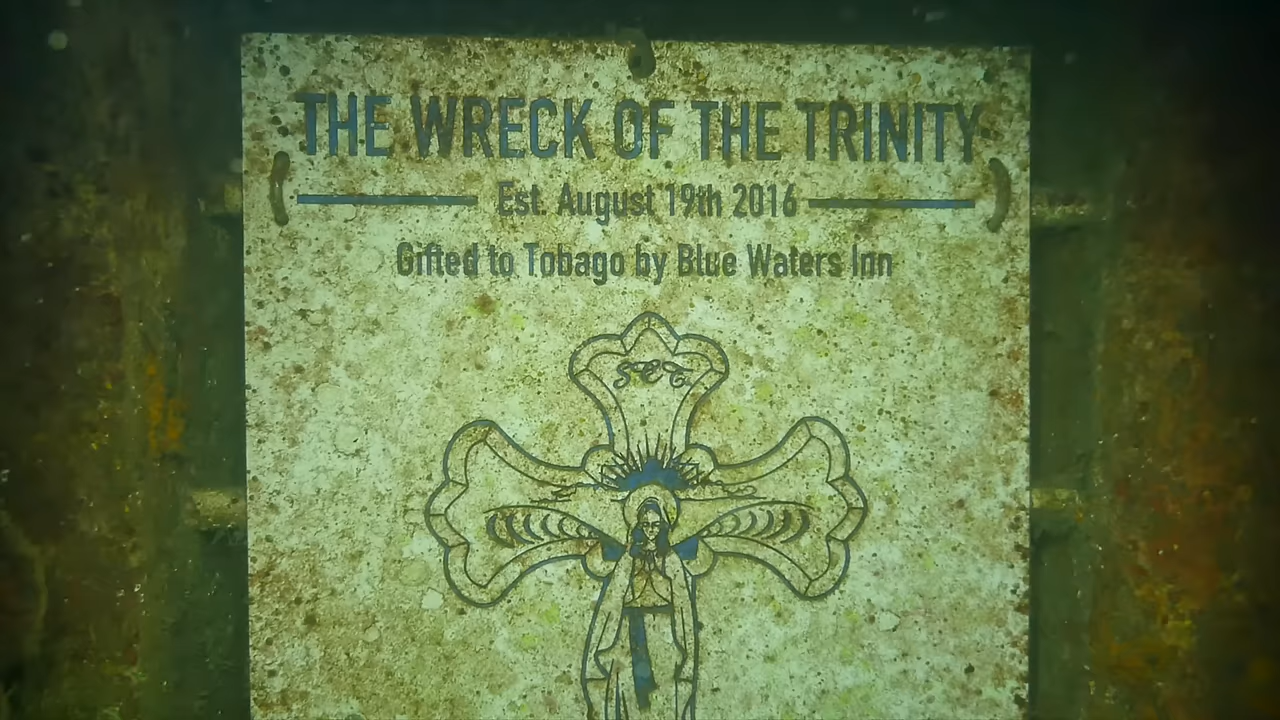 THE WRECK OF THE TRINITY
Est. August 19th 2016
Gifted to Tobago by Blue Waters Inn